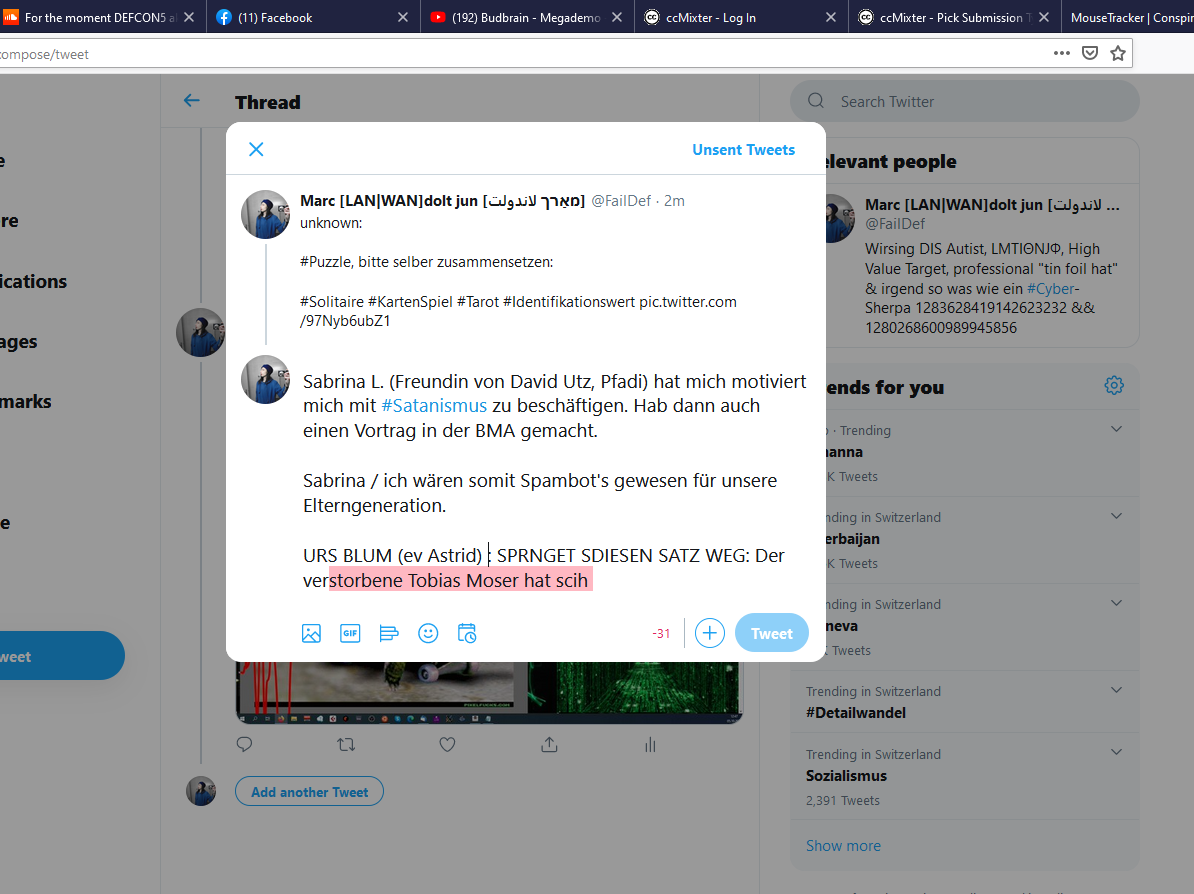 For the moment DEFCON5 al
(11) Facebook
(192) Budbrain - Megademo
ccMixter - Log In
ccMixter - Pick Submission T
MouseTracker | Conspir
compose/tweet
Thread
Search Twitter
Unsent Tweets
elevant people
Marc [LAN|WAN]dolt jun [מאַרך לاندولت] @FailDef · 2m
unknown:
#Puzzle, bitte selber zusammensetzen:
#Solitaire #KartenSpiel #Tarot #Identifikationswert pic.twitter.com
/97Nyb6ubZ1
Sabrina L. (Freundin von David Utz, Pfadi) hat mich motiviert
mich mit #Satanismus zu beschäftigen. Hab dann auch
einen Vortrag in der BMA gemacht.
Sabrina / ich wären somit Spambot's gewesen für unsere
Elterngeneration.
URS BLUM (ev Astrid) : SPRNGET SDIESEN SATZ WEG: Der
verstorbene Tobias Moser hat scih
GIF
-31
Tweet
Add another Tweet
re
ications
ages
marks
e
weet
Marc [LAN|WAN]dolt jun [لاندولت ...
@FailDef
Wirsing DIS Autist, LMTIΘNJΦ, High
Value Target, professional "tin foil hat"
& irgend so was wie ein #Cyber-
Sherpa 1283628419142623232 &&
1280268600989945856
ends for you
· Trending
anna
K Tweets
nding in Switzerland
erbaijan
K Tweets
nding in Switzerland
neva
Tweets
Trending in Switzerland
#Detailwandel
Trending in Switzerland
Sozialismus
2,391 Tweets
Show more